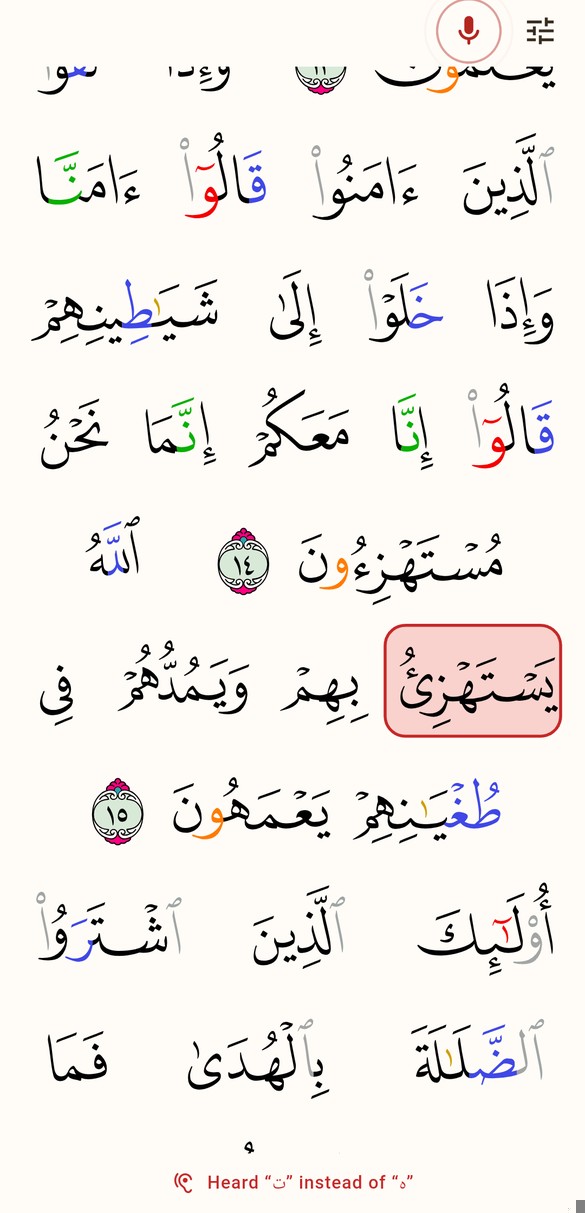 ٱلَّذِينَ ءَامَنُوا۟ قَالُوٓا۟ ءَامَنَّا
وَإِذَا خَلَوْا۟ إِلَىٰ شَيَـٰطِينِهِمْ
قَالُوٓا۟ إِنَّا مَعَكُمْ إِنَّمَا نَحْنُ
مُسْتَهْزِءُونَ ١٤ ٱللَّهُ
يَسْتَهْزِئُ بِهِمْ وَيَمُدُّهُمْ فِى
طُغْيَـٰنِهِمْ يَعْمَهُونَ ١٥
أُو۟لَـٰٓئِكَ ٱلَّذِينَ ٱشْتَرَوُا۟
ٱلضَّلَـٰلَةَ بِٱلْهُدَىٰ فَمَا
Heard “ت” instead of “ه”